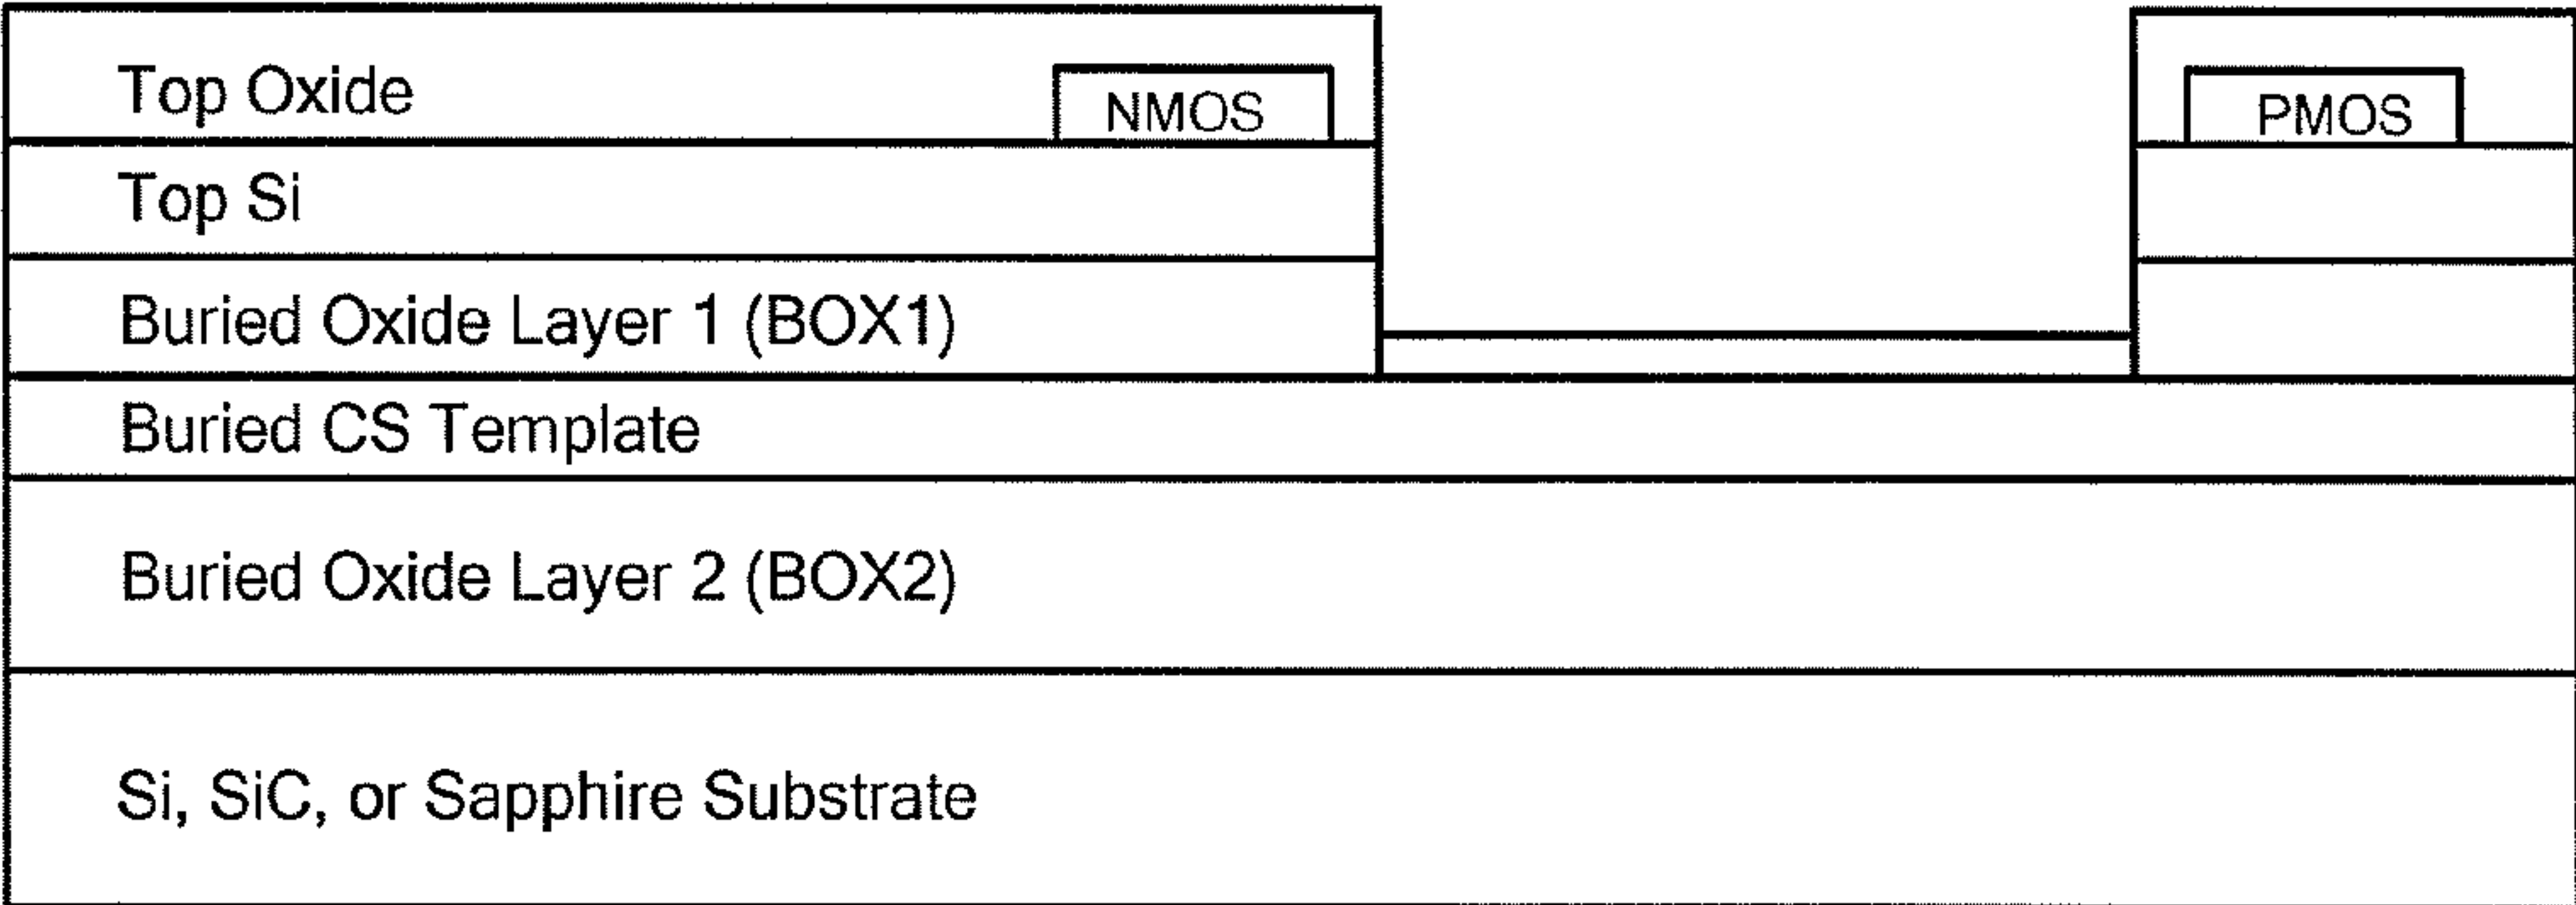 Top Oxide
NMOS
PMOS
Top Si
Buried Oxide Layer 1 (BOX1)
Buried CS Template
Buried Oxide Layer 2 (BOX2)
Si, SiC, or Sapphire Substrate